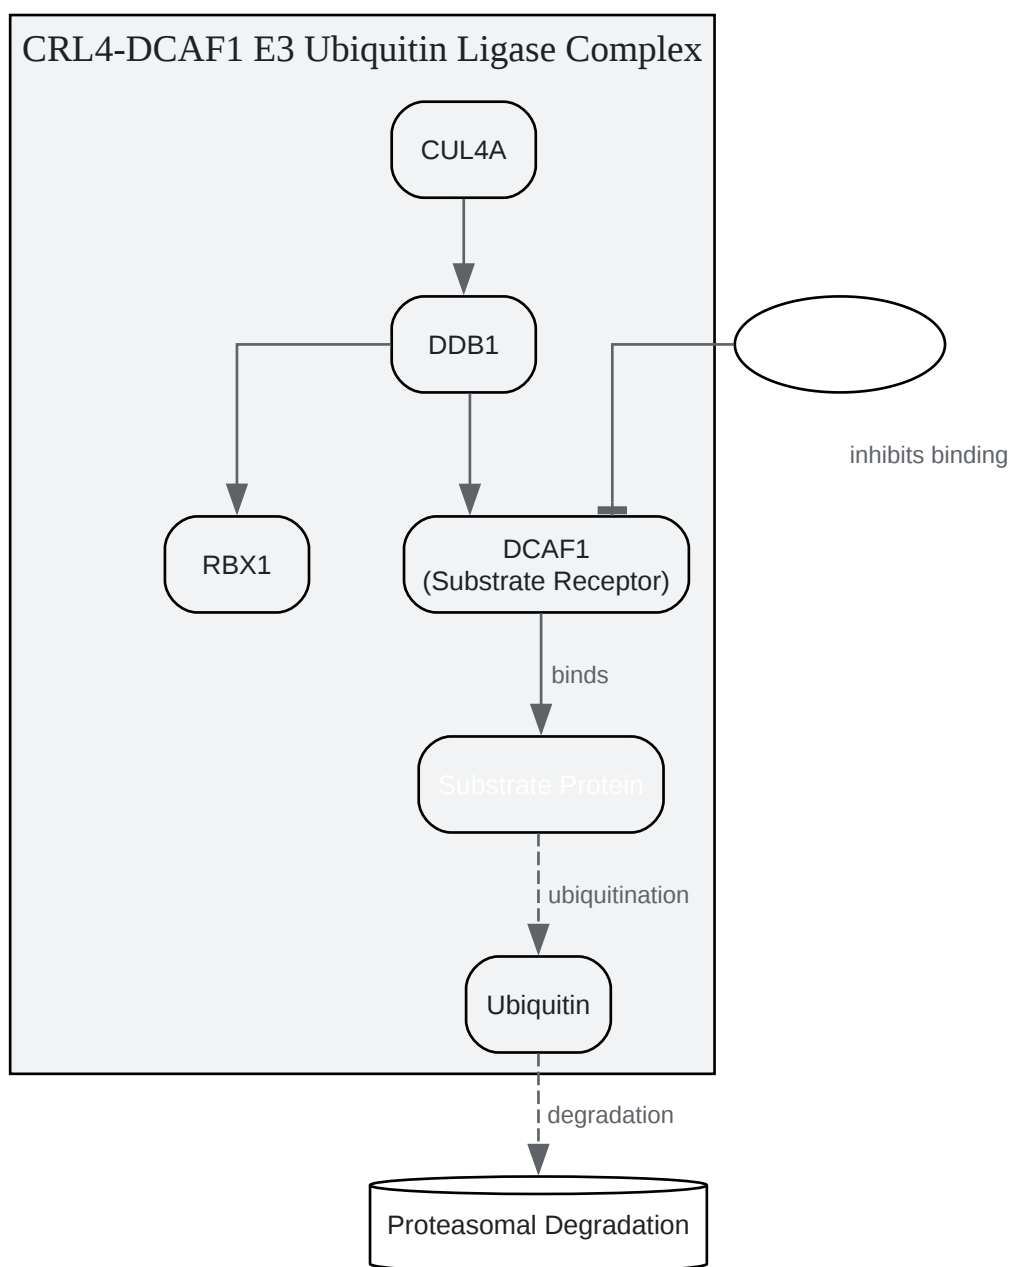 CRL4-DCAF1 E3 Ubiquitin Ligase Complex
CUL4A
DDB1
inhibits binding
RBX1
DCAF1
(Substrate Receptor)
binds
Substrate Protein
ubiquitination
Ubiquitin
degradation
Proteasomal Degradation